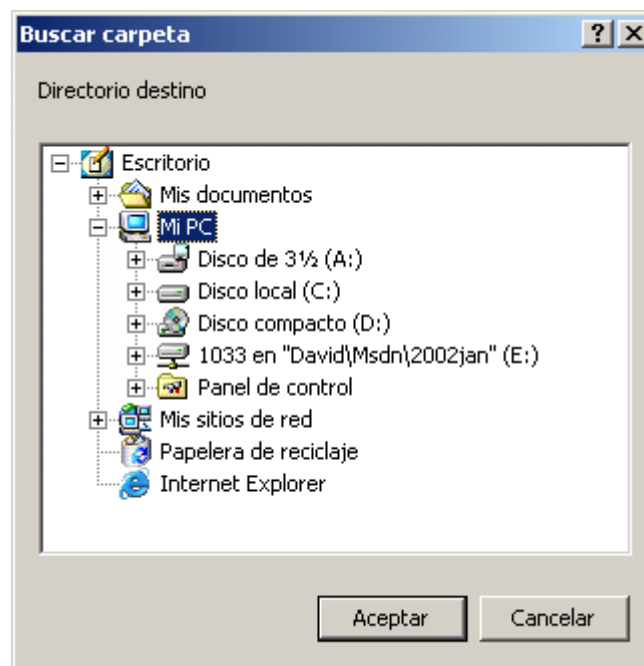 Buscar carpeta
Directorio destino
Escritorio
Mis documentos
Mi PC
Disco de 3½ (A:)
Disco local (C:)
Disco compacto (D:)
1033 en "David\Msdn\2002jan" (E:)
Panel de control
Mis sitios de red
Papelera de reciclaje
Internet Explorer
Aceptar Cancelar